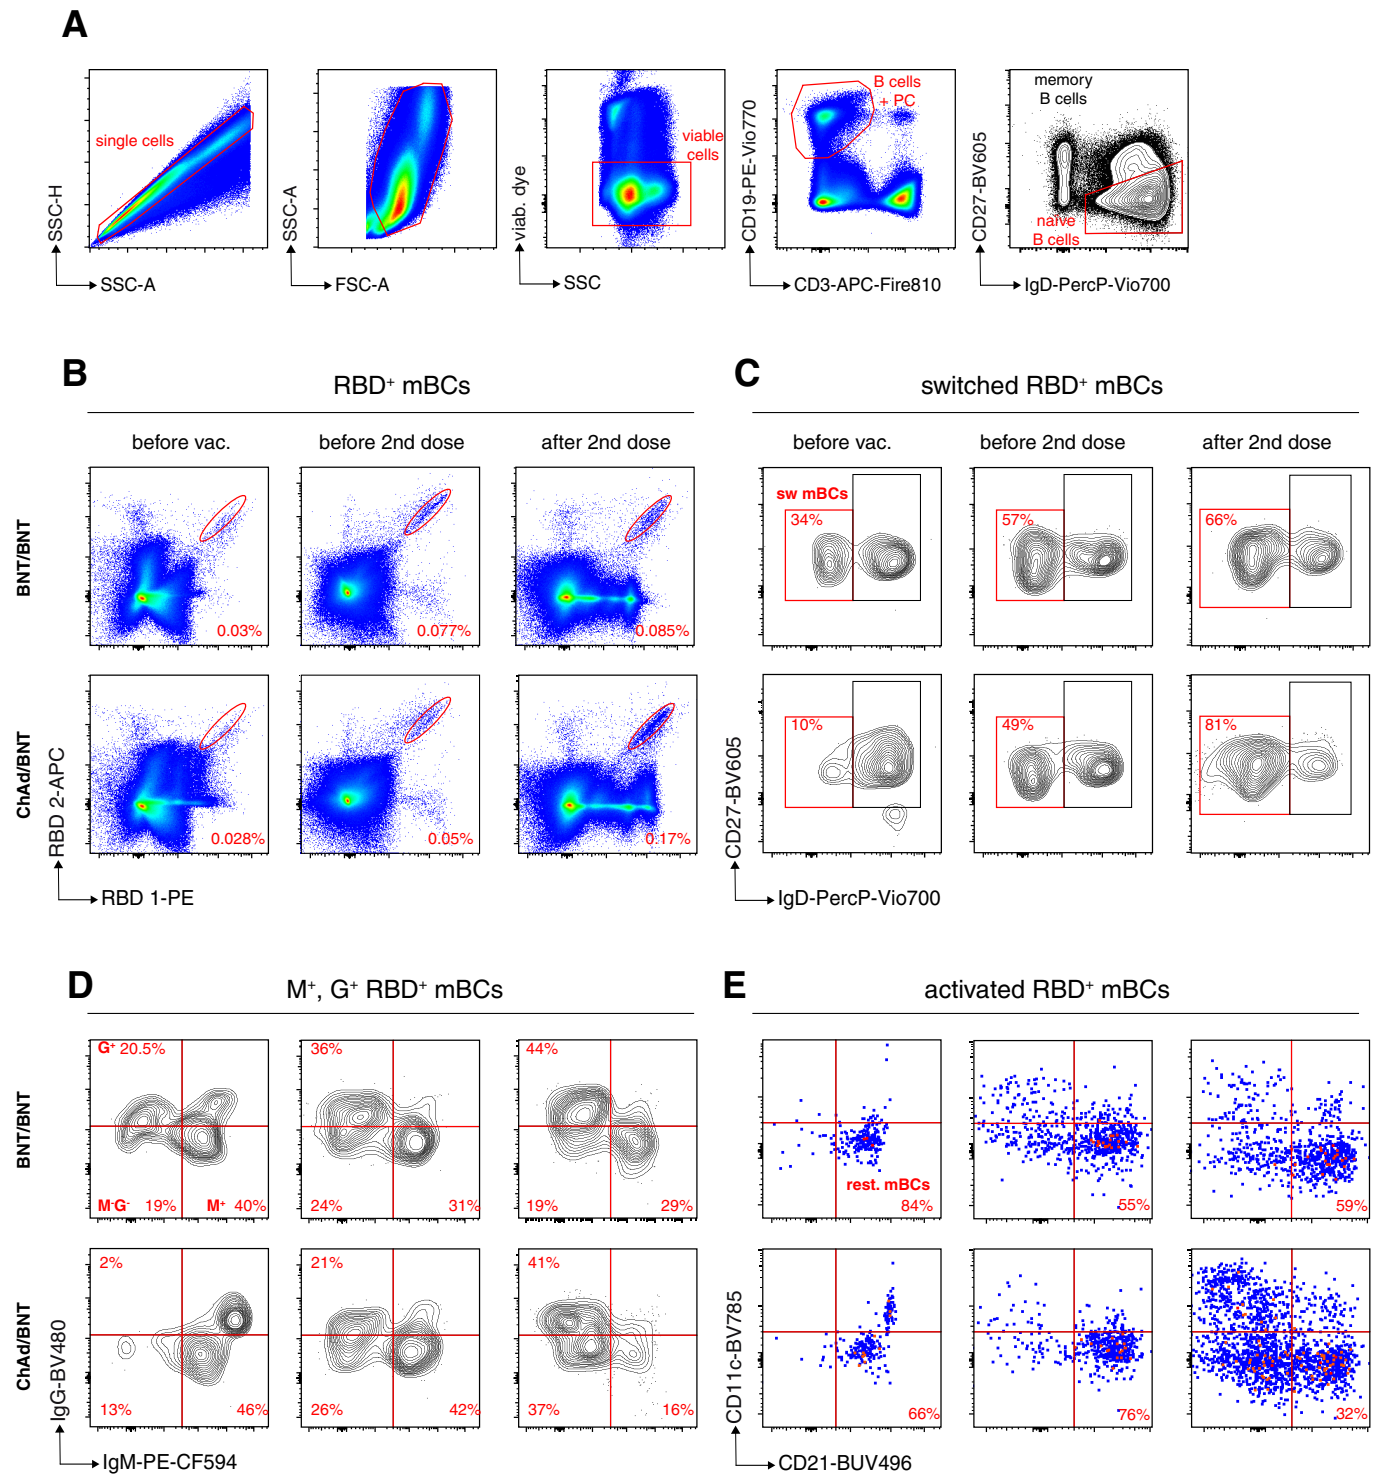 A
single cells
SSC-H
SSC-A
SSC-A
FSC-A
viable
cells
viab. dye
SSC
B cells
+ PC
CD19-PE-Vio770
CD3-APC-Fire810
memory
B cells
naive
B cells
CD27-BV605
IgD-PercP-Vio700
B
RBD⁺ mBCs
before vac.
before 2nd dose
after 2nd dose
BNT/BNT
0.03%
0.077%
0.085%
ChAd/BNT
0.028%
0.05%
0.17%
RBD 2-APC
RBD 1-PE
C
switched RBD⁺ mBCs
before vac.
before 2nd dose
after 2nd dose
sw mBCs
34%
57%
66%
10%
49%
81%
CD27-BV605
IgD-PercP-Vio700
D
M⁺, G⁺ RBD⁺ mBCs
BNT/BNT
G⁺ 20.5%
36%
44%
M⁻G⁻ 19% M⁺ 40%
24% 31%
19% 29%
ChAd/BNT
2%
21%
41%
13% 46%
26% 42%
37% 16%
IgG-BV480
IgM-PE-CF594
E
activated RBD⁺ mBCs
rest. mBCs
84%
55%
59%
66%
76%
32%
CD11c-BV785
CD21-BUV496